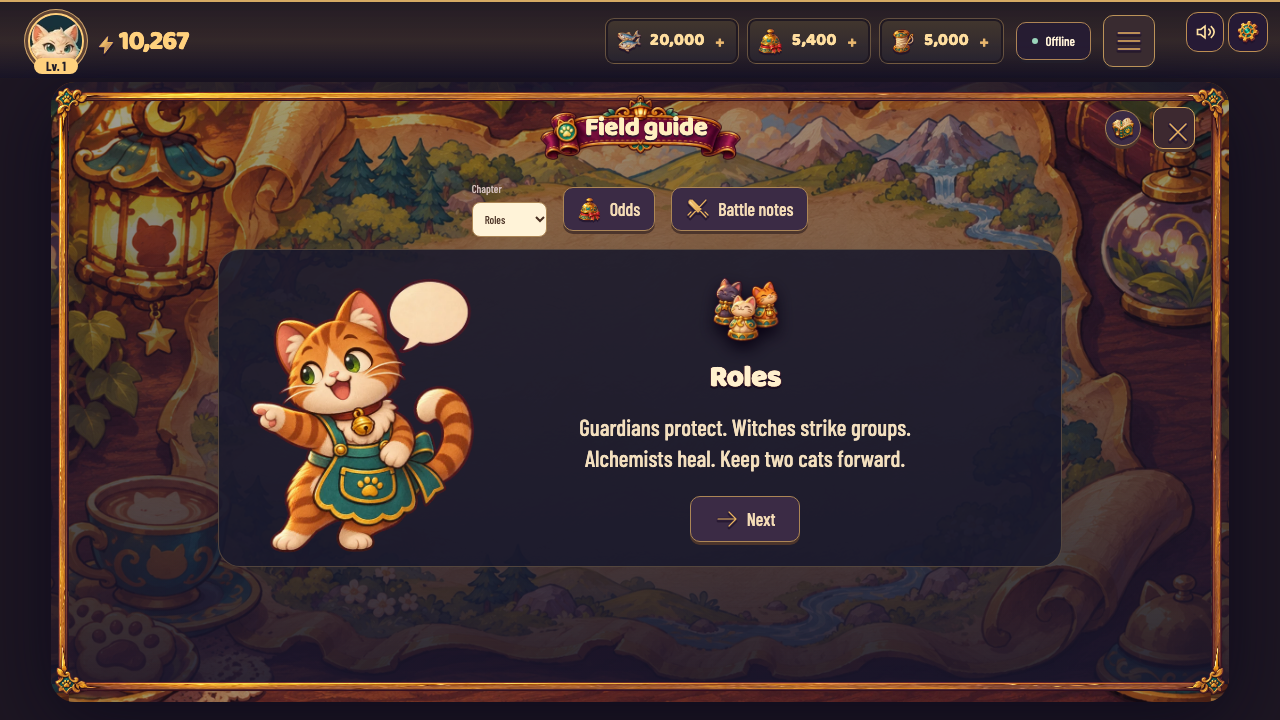 10,267
Lv. 1
20,000 +
5,400 +
5,000 +
Offline
Field guide
Chapter
Roles
Odds
Battle notes
Roles
Guardians protect. Witches strike groups.
Alchemists heal. Keep two cats forward.
Next